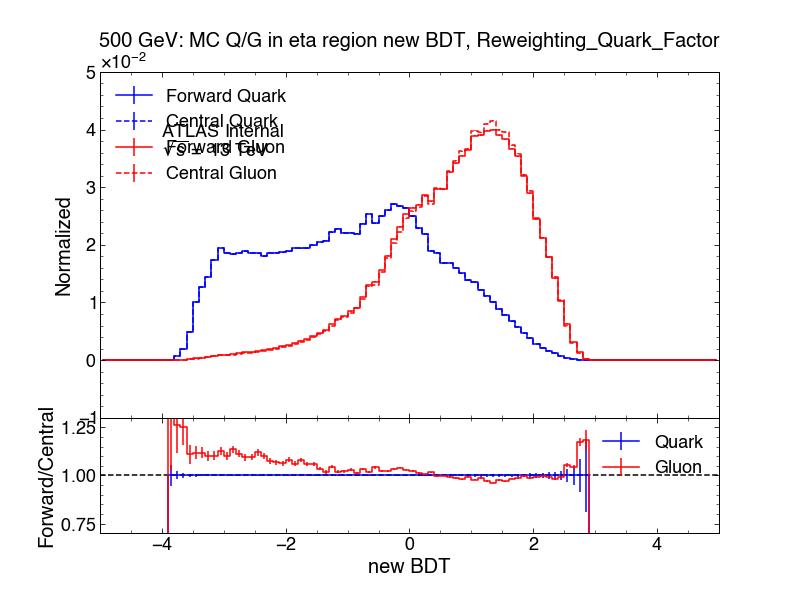 500 GeV: MC Q/G in eta region new BDT, Reweighting_Quark_Factor
×10⁻²
5
4
3
2
1
0
−1
Normalized
Forward Quark
Central Quark
ATLAS Internal
Forward Gluon
√s = 13 TeV
Central Gluon
1.25
1.00
0.75
Forward/Central
Quark
Gluon
−4
−2
0
2
4
new BDT